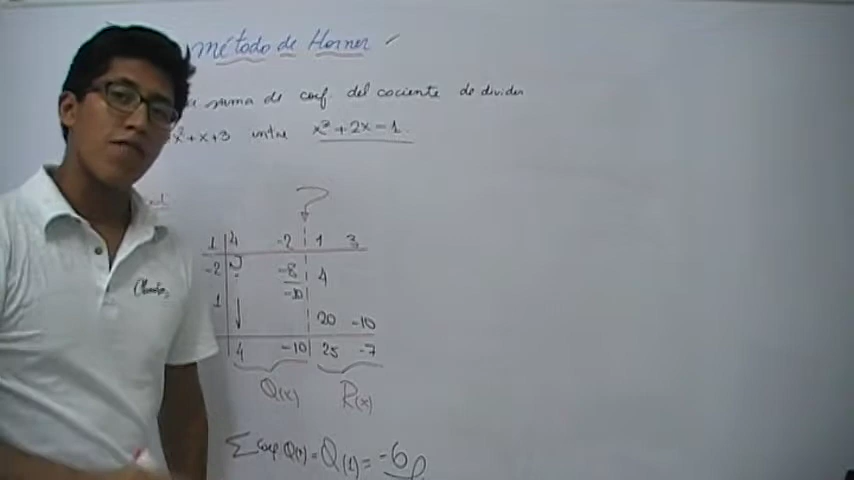 método de Horner ✓
suma de coef. del cociente de dividir
x²+x+3 entre x²+2x-1.
1 4 -2 1 3
-2 -8 4
-10
1 20 -10
4 -10 25 -7
Q(x) R(x)
Σ coef Q(x) = Q(1) = -6